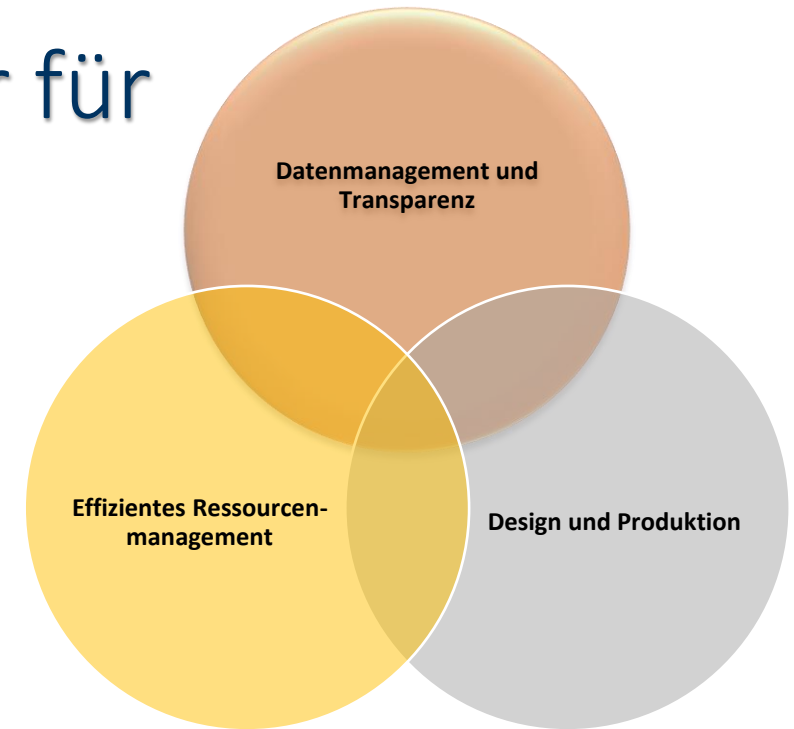 r für
Datenmanagement und
Transparenz
Effizientes Ressourcen-
management
Design und Produktion